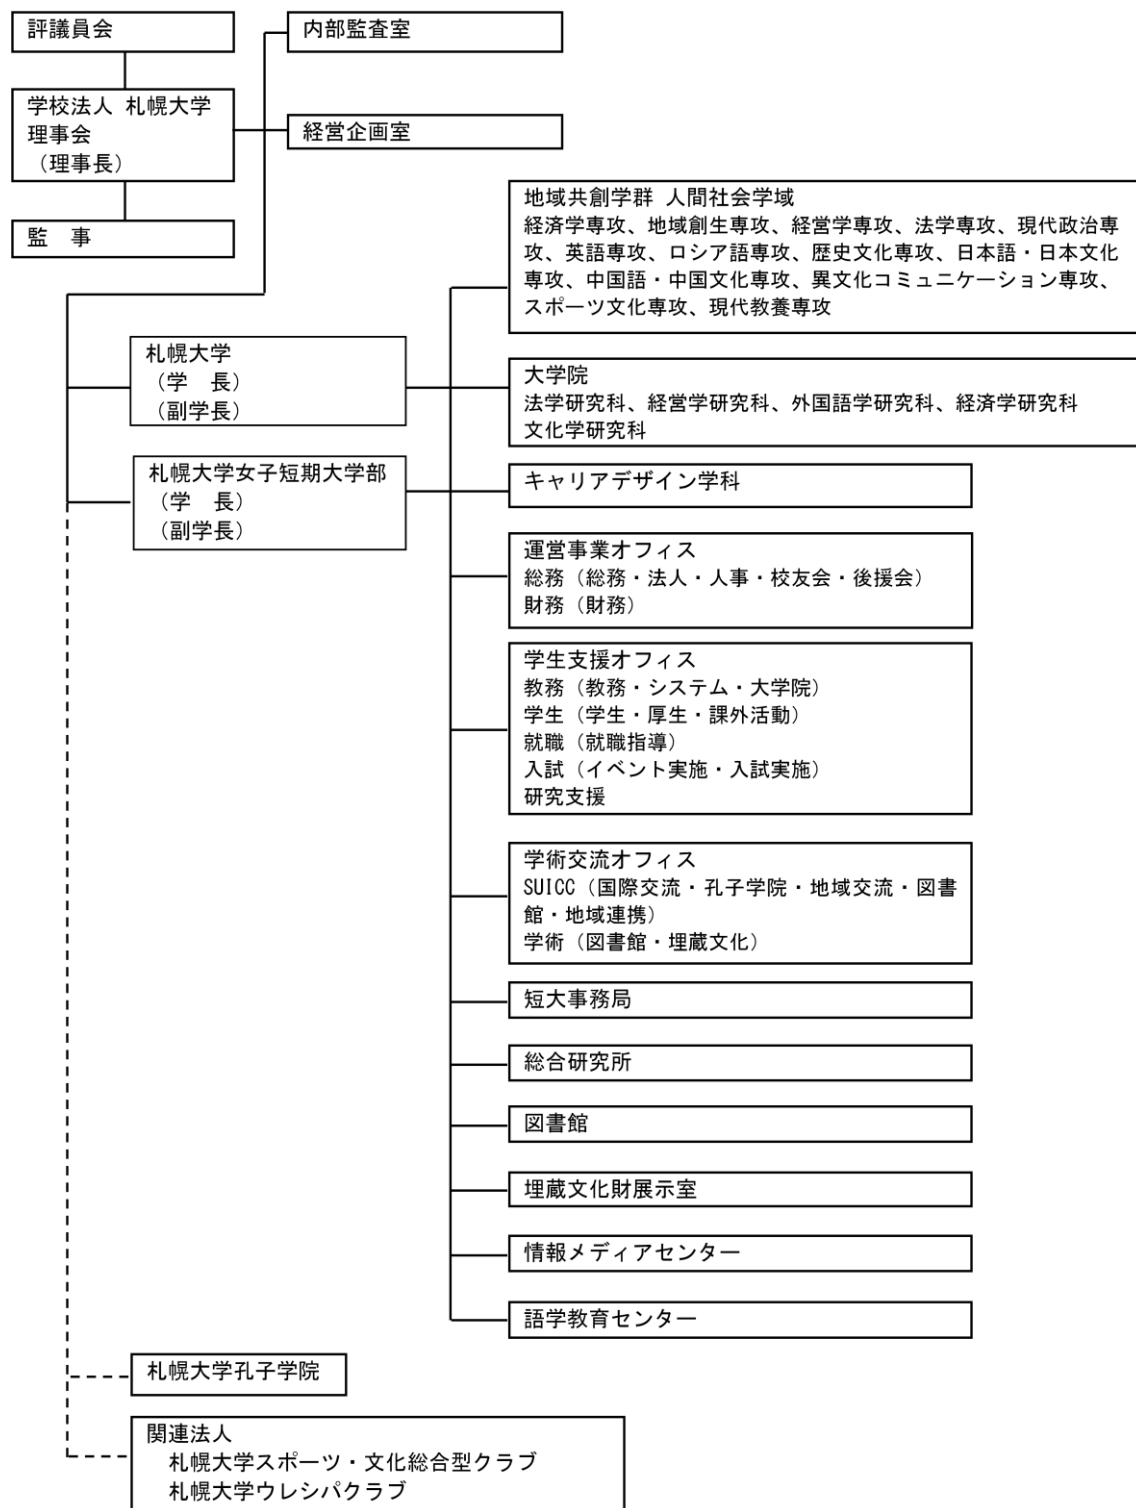 評議員会
内部監査室
学校法人 札幌大学
理事会
（理事長）
経営企画室
監　事
地域共創学群 人間社会学域
経済学専攻、地域創生専攻、経営学専攻、法学専攻、現代政治専
攻、英語専攻、ロシア語専攻、歴史文化専攻、日本語・日本文化
専攻、中国語・中国文化専攻、異文化コミュニケーション専攻、
スポーツ文化専攻、現代教養専攻
札幌大学
（学　長）
（副学長）
大学院
法学研究科、経営学研究科、外国語学研究科、経済学研究科
文化学研究科
札幌大学女子短期大学部
（学　長）
（副学長）
キャリアデザイン学科
運営事業オフィス
総務（総務・法人・人事・校友会・後援会）
財務（財務）
学生支援オフィス
教務（教務・システム・大学院）
学生（学生・厚生・課外活動）
就職（就職指導）
入試（イベント実施・入試実施）
研究支援
学術交流オフィス
SUICC（国際交流・孔子学院・地域交流・図書
館・地域連携）
学術（図書館・埋蔵文化）
短大事務局
総合研究所
図書館
埋蔵文化財展示室
情報メディアセンター
語学教育センター
札幌大学孔子学院
関連法人
札幌大学スポーツ・文化総合型クラブ
札幌大学ウレシパクラブ